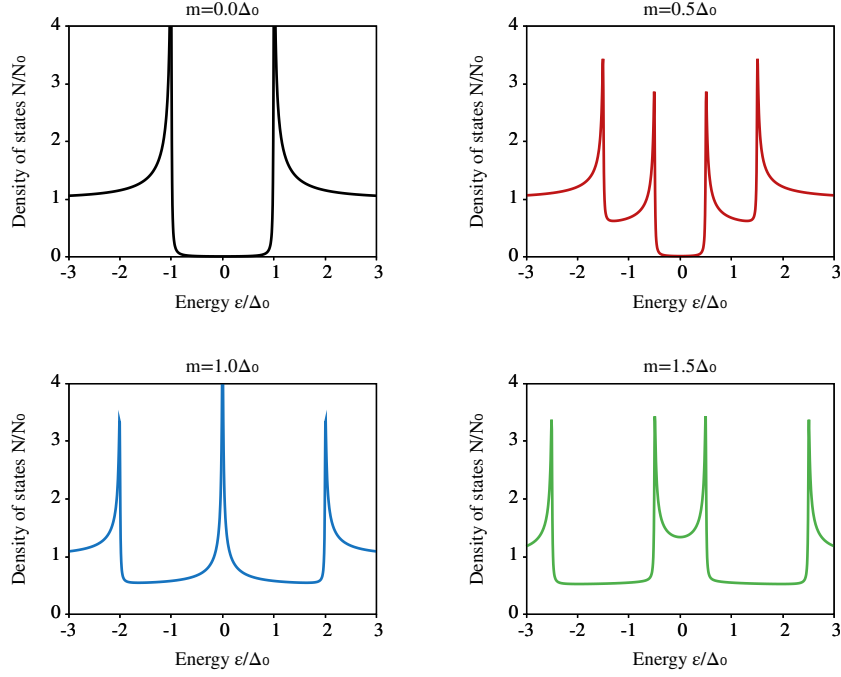 m=0.0Δ₀
Density of states N/N₀
4
3
2
1
0
-3 -2 -1 0 1 2 3
Energy ε/Δ₀
m=0.5Δ₀
Density of states N/N₀
4
3
2
1
0
-3 -2 -1 0 1 2 3
Energy ε/Δ₀
m=1.0Δ₀
Density of states N/N₀
4
3
2
1
0
-3 -2 -1 0 1 2 3
Energy ε/Δ₀
m=1.5Δ₀
Density of states N/N₀
4
3
2
1
0
-3 -2 -1 0 1 2 3
Energy ε/Δ₀